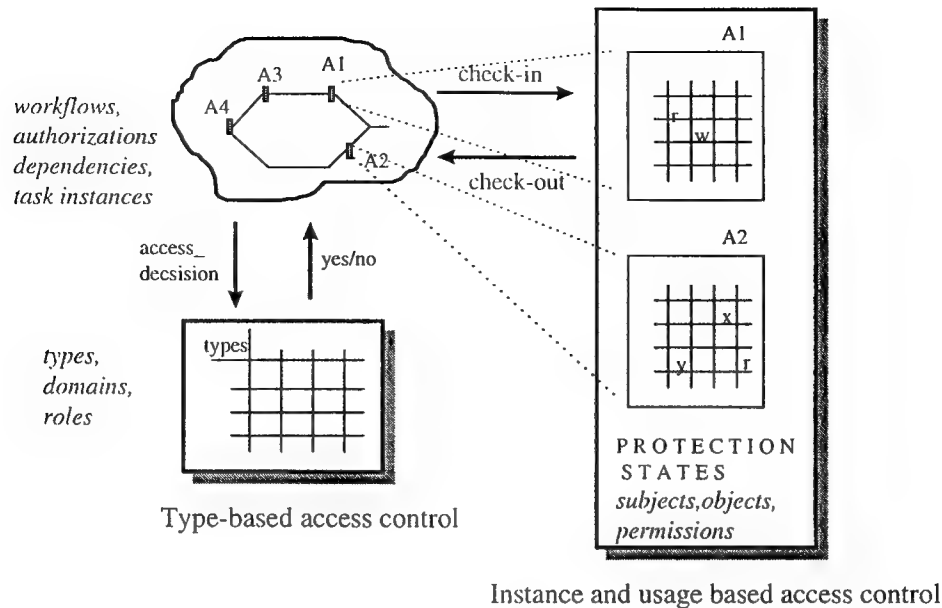 A1
A3
A1
check-in
A4
workflows,
authorizations
dependencies,
task instances
r
w
A2
check-out
A2
access_
decsision
yes/no
x
types
y
r
types,
domains,
roles
PROTECTION
STATES
subjects,objects,
permissions
Type-based access control
Instance and usage based access control